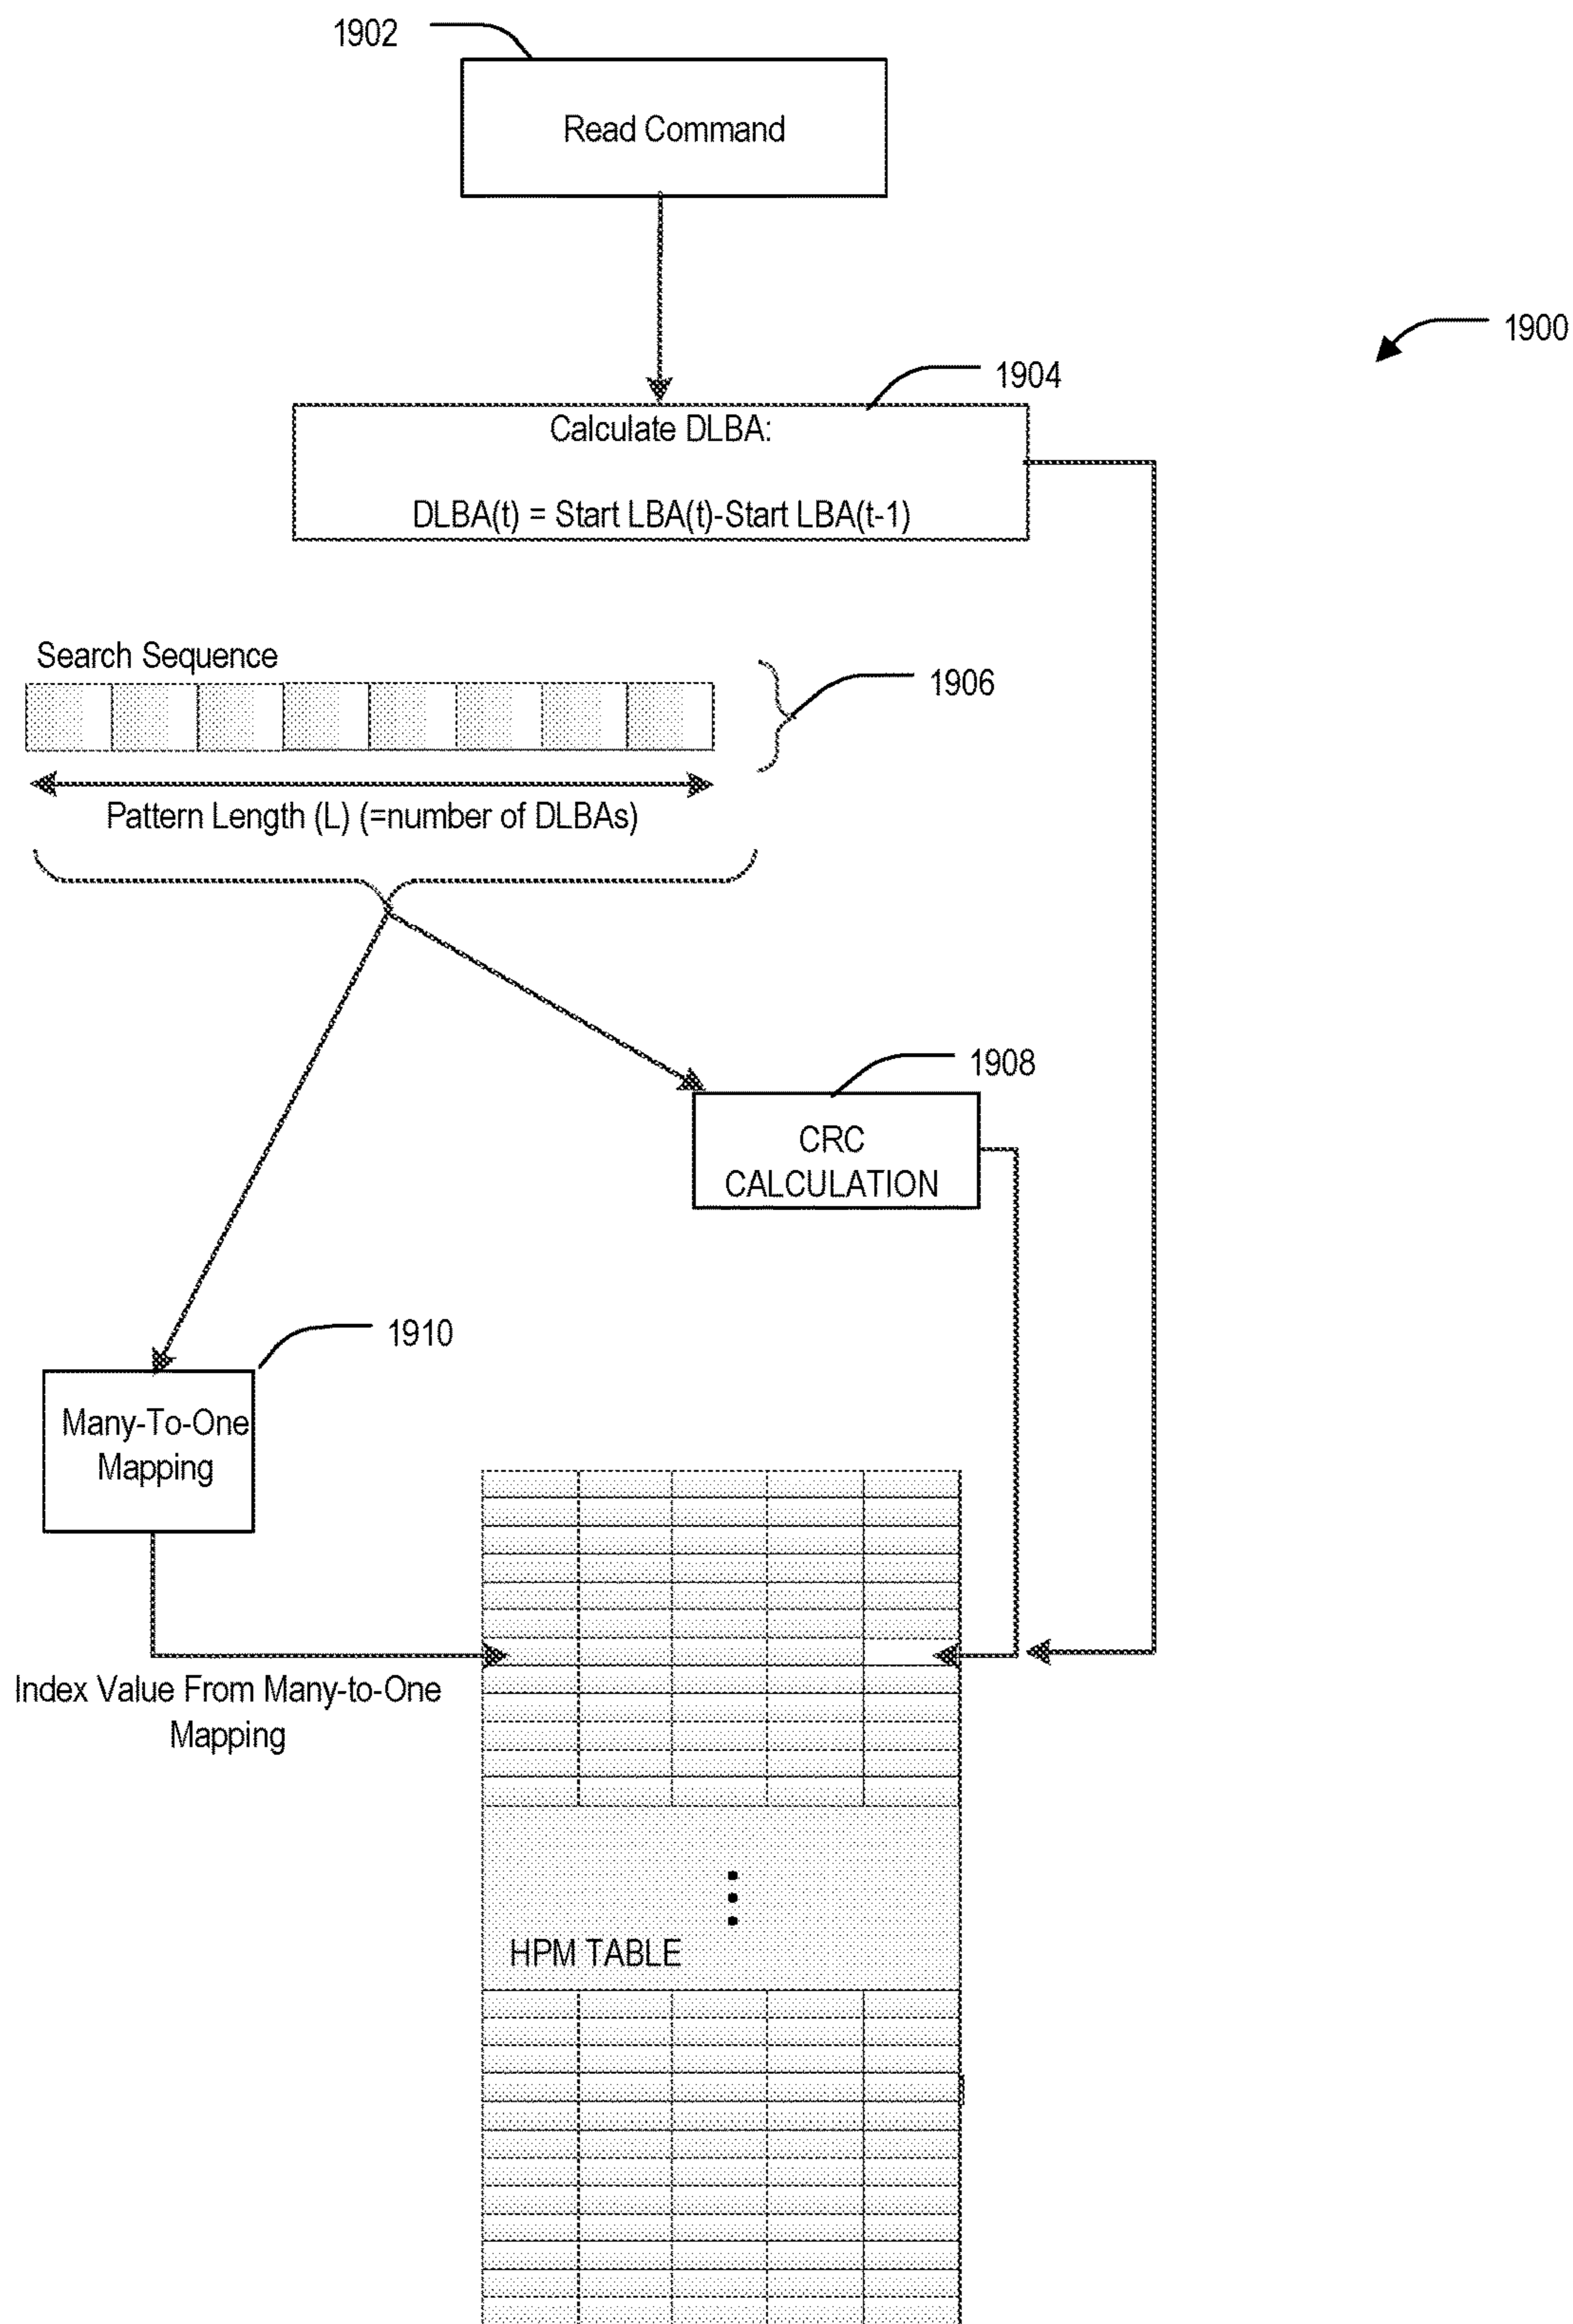 1902
Read Command
1900
1904
Calculate DLBA:
DLBA(t) = Start LBA(t)-Start LBA(t-1)
Search Sequence
1906
Pattern Length (L) (=number of DLBAs)
1908
CRC
CALCULATION
1910
Many-To-One
Mapping
Index Value From Many-to-One
Mapping
HPM TABLE